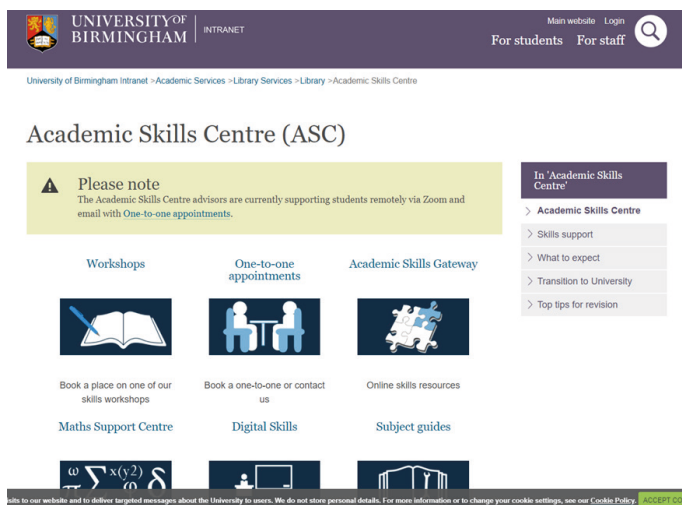 UNIVERSITY OF
BIRMINGHAM
INTRANET
Main website Login
For students For staff
University of Birmingham Intranet >Academic Services >Library Services >Library >Academic Skills Centre
Academic Skills Centre (ASC)
Please note
The Academic Skills Centre advisors are currently supporting students remotely via Zoom and
email with One-to-one appointments.
Workshops
One-to-one
appointments
Academic Skills Gateway
Book a place on one of our
skills workshops
Book a one-to-one or contact
us
Online skills resources
Maths Support Centre
Digital Skills
Subject guides
ω Σ x(y2) δ
π φ
In 'Academic Skills
Centre'
Academic Skills Centre
Skills support
What to expect
Transition to University
Top tips for revision
to our website and to deliver targeted messages about the University to users. We do not store personal details. For more information or to change your cookie settings, see our Cookie Policy. ACCEPT